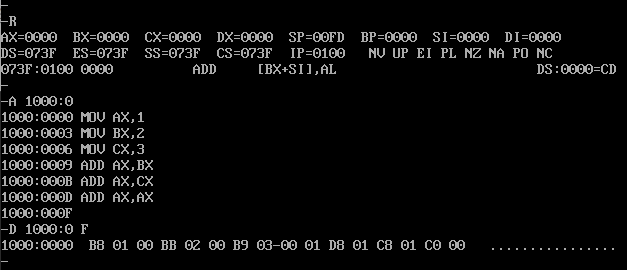 -
-R
AX=0000  BX=0000  CX=0000  DX=0000  SP=00FD  BP=0000  SI=0000  DI=0000
DS=073F  ES=073F  SS=073F  CS=073F  IP=0100   NV UP EI PL NZ NA PO NC
073F:0100 0000          ADD     [BX+SI],AL                         DS:0000=CD
-
-A 1000:0
1000:0000 MOV AX,1
1000:0003 MOV BX,2
1000:0006 MOV CX,3
1000:0009 ADD AX,BX
1000:000B ADD AX,CX
1000:000D ADD AX,AX
1000:000F
-D 1000:0 F
1000:0000  B8 01 00 BB 02 00 B9 03-00 01 D8 01 C8 01 C0 00   ................
-